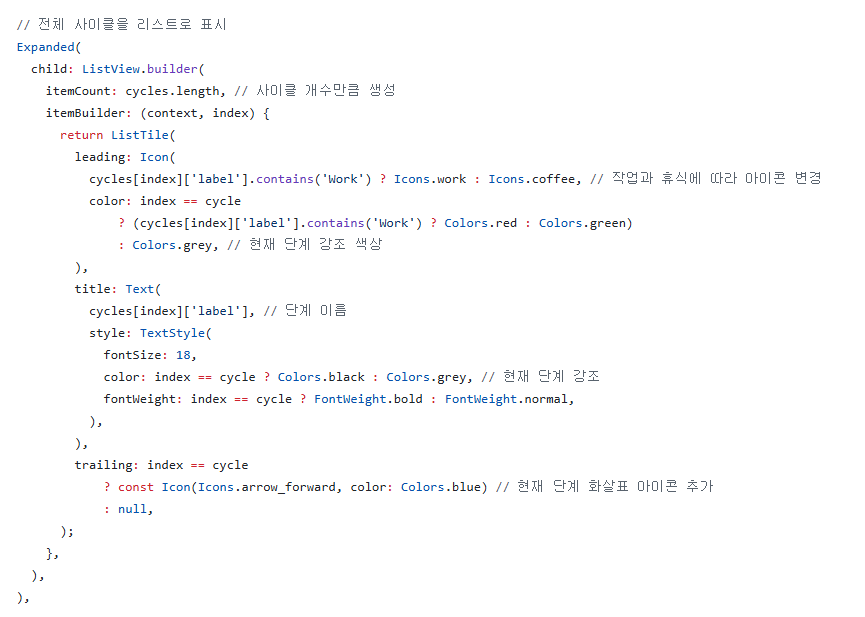 // 전체 사이클을 리스트로 표시
Expanded(
  child: ListView.builder(
    itemCount: cycles.length, // 사이클 개수만큼 생성
    itemBuilder: (context, index) {
      return ListTile(
        leading: Icon(
          cycles[index]['label'].contains('Work') ? Icons.work : Icons.coffee, // 작업과 휴식에 따라 아이콘 변경
          color: index == cycle
              ? (cycles[index]['label'].contains('Work') ? Colors.red : Colors.green)
              : Colors.grey, // 현재 단계 강조 색상
        ),
        title: Text(
          cycles[index]['label'], // 단계 이름
          style: TextStyle(
            fontSize: 18,
            color: index == cycle ? Colors.black : Colors.grey, // 현재 단계 강조
            fontWeight: index == cycle ? FontWeight.bold : FontWeight.normal,
          ),
        ),
        trailing: index == cycle
            ? const Icon(Icons.arrow_forward, color: Colors.blue) // 현재 단계 화살표 아이콘 추가
            : null,
      );
    },
  ),
),